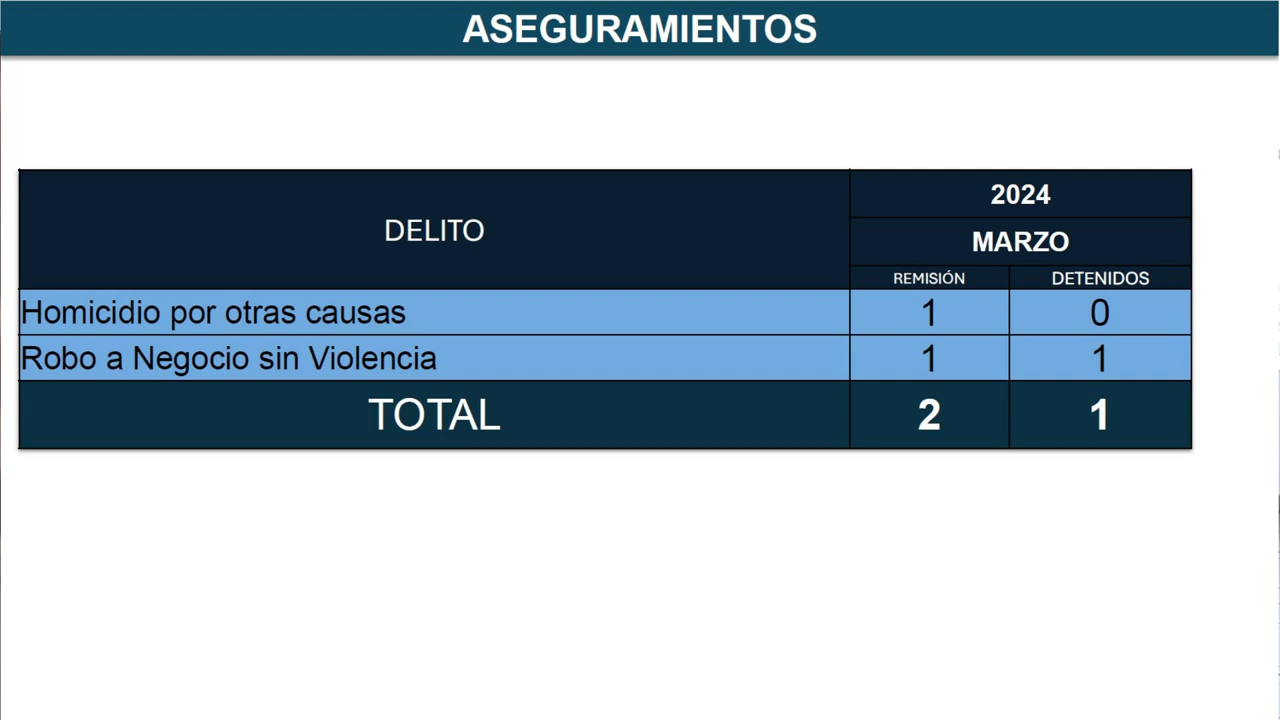 ASEGURAMIENTOS
DELITO
2024
MARZO
REMISIÓN DETENIDOS
Homicidio por otras causas 1 0
Robo a Negocio sin Violencia 1 1
TOTAL 2 1